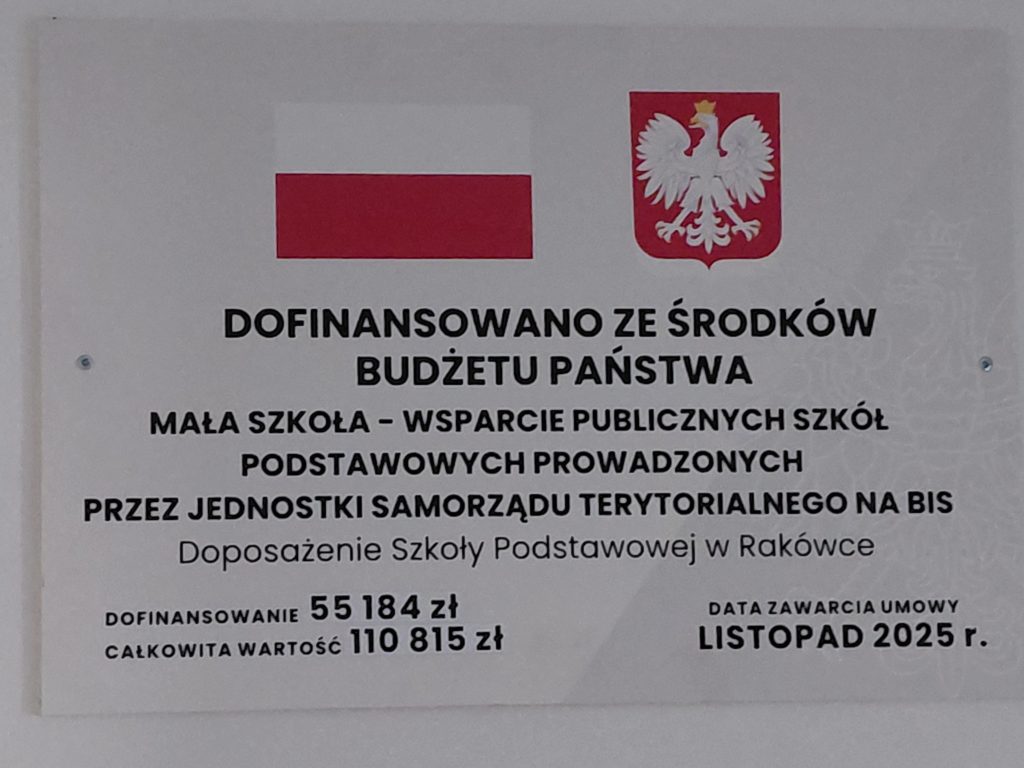 DOFINANSOWANO ZE ŚRODKÓW
BUDŻETU PAŃSTWA
MAŁA SZKOŁA - WSPARCIE PUBLICZNYCH SZKÓŁ
PODSTAWOWYCH PROWADZONYCH
PRZEZ JEDNOSTKI SAMORZĄDU TERYTORIALNEGO NA BIS
Doposażenie Szkoły Podstawowej w Rakówce
DOFINANSOWANIE 55 184 zł
CAŁKOWITA WARTOŚĆ 110 815 zł
DATA ZAWARCIA UMOWY
LISTOPAD 2025 r.